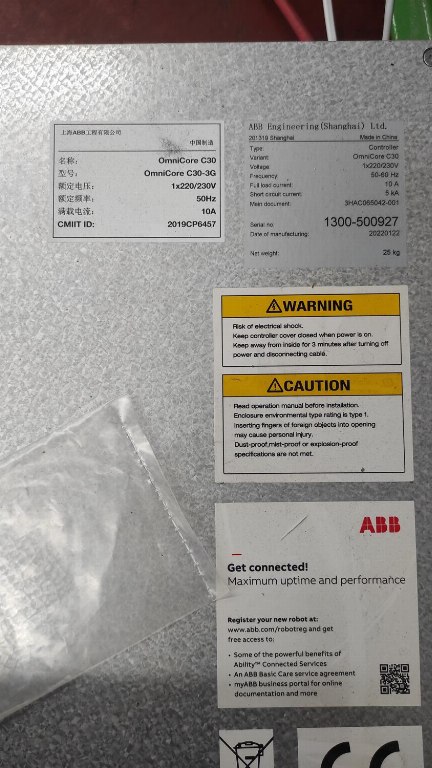 上海ABB工程有限公司
中国制造
名称: OmniCore C30
型号: OmniCore C30-3G
额定电压: 1x220/230V
额定频率: 50Hz
满载电流: 10A
CMIIT ID: 2019CP6457
ABB Engineering(Shanghai) Ltd.
201319 Shanghai Made in China
Type: Controller
Variant: OmniCore C30
Voltage: 1x220/230V
Frequency: 50-60 Hz
Full load current: 10 A
Short circuit current: 5 kA
Main document: 3HAC065042-001
Serial no: 1300-500927
Date of manufacturing: 20220122
Net weight: 25 kg
WARNING
Risk of electrical shock.
Keep controller cover closed when power is on.
Keep away from inside for 3 minutes after turning off
power and disconnecting cable.
CAUTION
Read operation manual before installation.
Enclosure environmental type rating is type 1.
Inserting fingers of foreign objects into opening
may cause personal injury.
Dust-proof,mist-proof or explosion-proof
specifications are not met.
ABB
Get connected!
Maximum uptime and performance
Register your new robot at:
www.abb.com/robotreg and get
free access to:
• Some of the powerful benefits of
Ability™ Connected Services
• An ABB Basic Care service agreement
• myABB business portal for online
documentation and more
CE